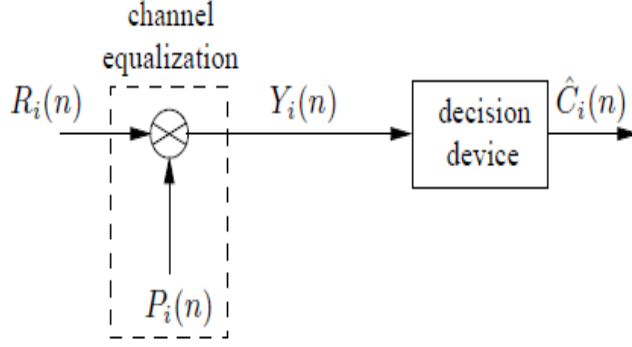 channel
equalization
R_i(n)
Y_i(n)
decision
device
Ĉ_i(n)
P_i(n)